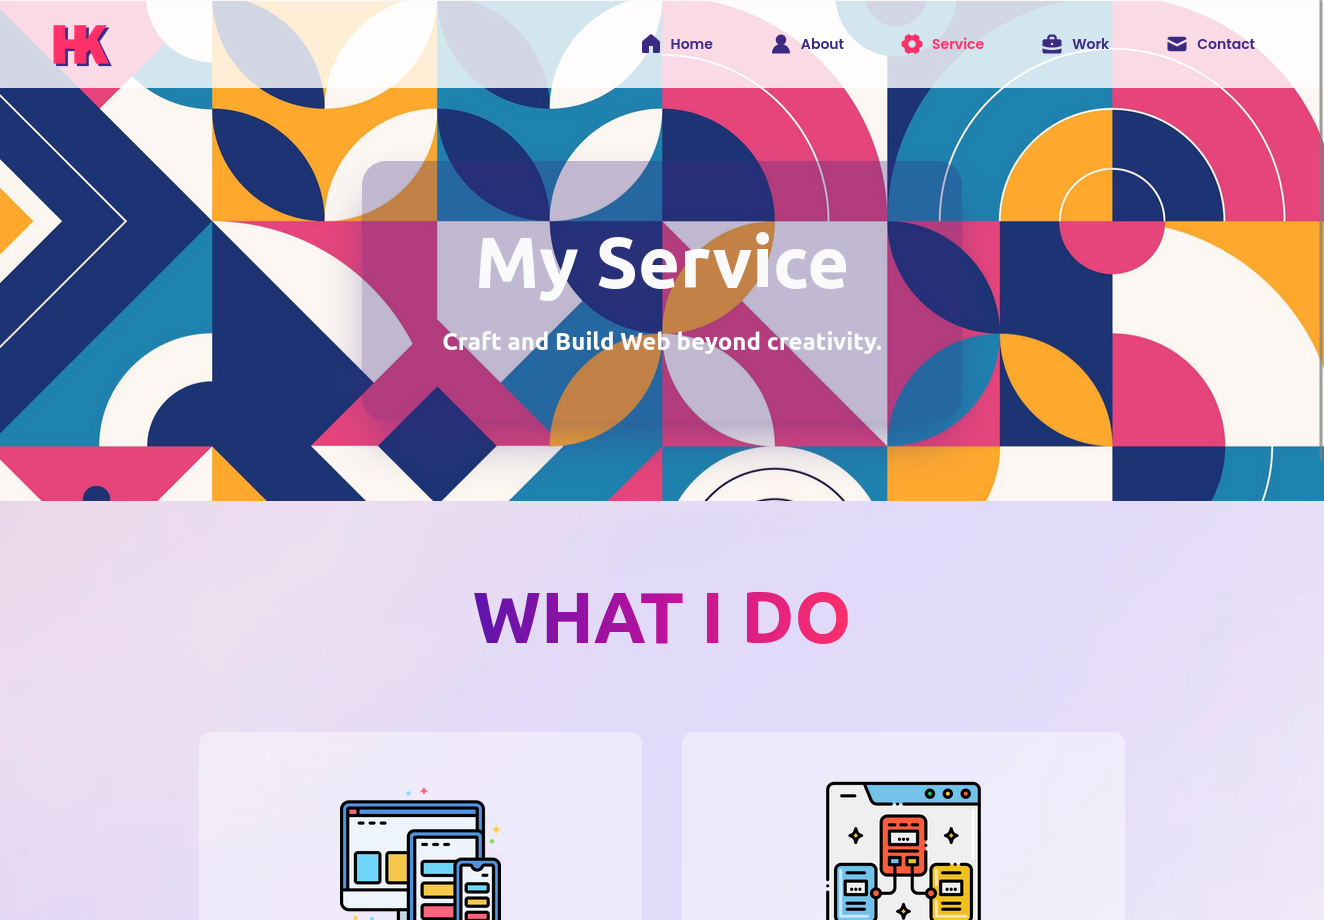 HK
Home
About
Service
Work
Contact
My Service
Craft and Build Web beyond creativity.
WHAT I DO